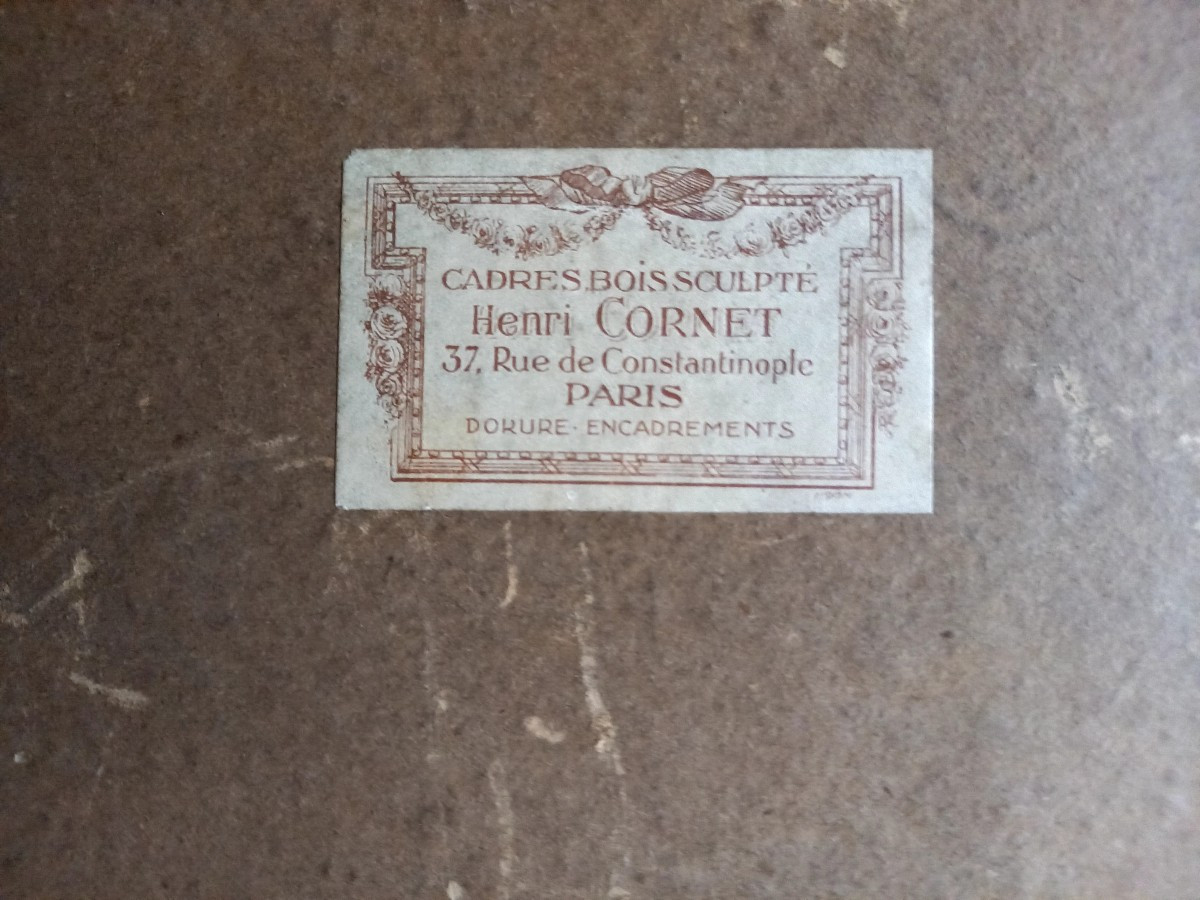 CADRES BOIS SCULPTÉ
Henri CORNET
37, Rue de Constantinople
PARIS
DORURE · ENCADREMENTS